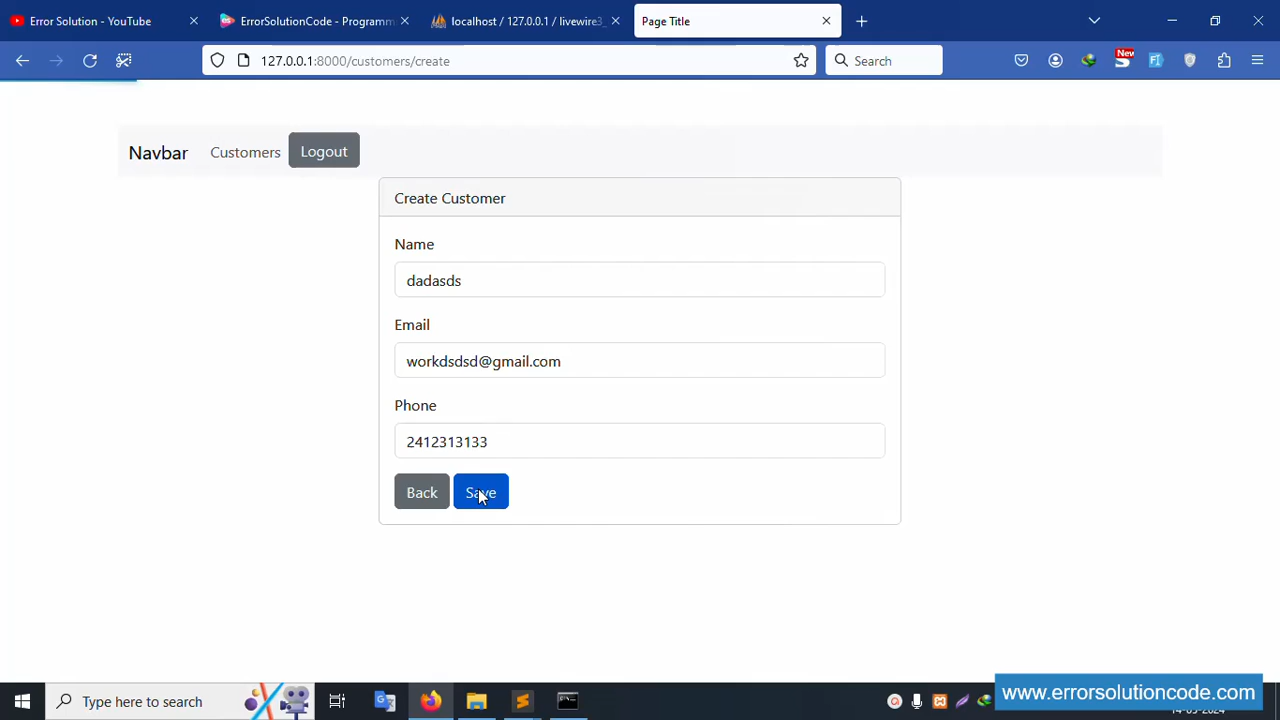 Error Solution - YouTube
ErrorSolutionCode - Programm
localhost / 127.0.0.1 / livewire3_
Page Title
127.0.0.1:8000/customers/create
Search
New
Navbar
Customers
Logout
Create Customer
Name
dadasds
Email
workdsdsd@gmail.com
Phone
2412313133
Back
Save
Type here to search
www.errorsolutioncode.com